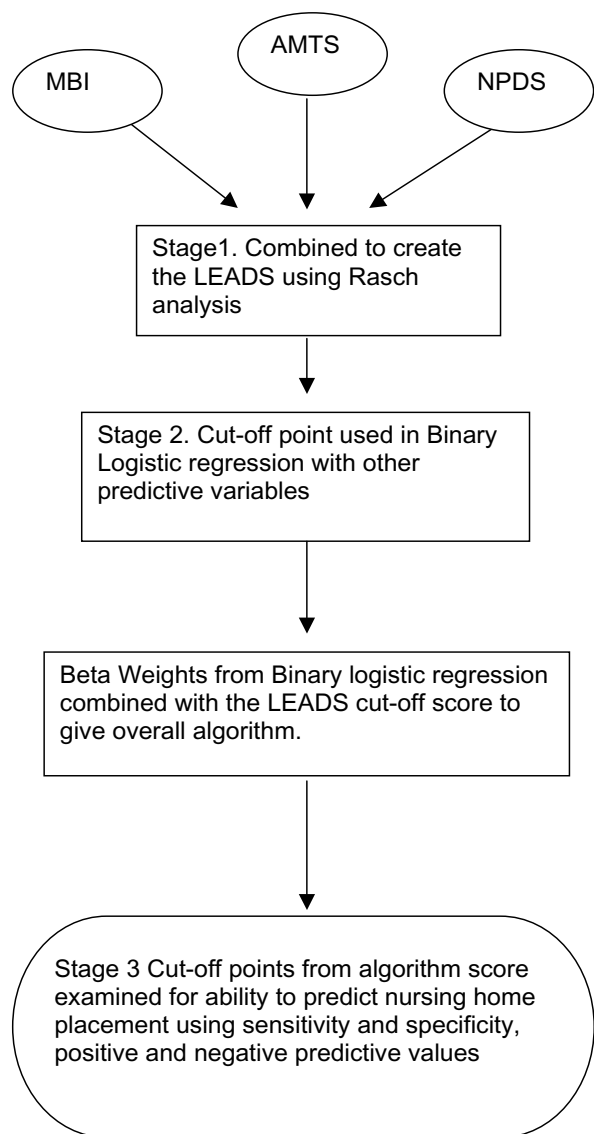 AMTS
MBI
NPDS
Stage1. Combined to create
the LEADS using Rasch
analysis
Stage 2. Cut-off point used in Binary
Logistic regression with other
predictive variables
Beta Weights from Binary logistic regression
combined with the LEADS cut-off score to
give overall algorithm.
Stage 3 Cut-off points from algorithm score
examined for ability to predict nursing home
placement using sensitivity and specificity,
positive and negative predictive values